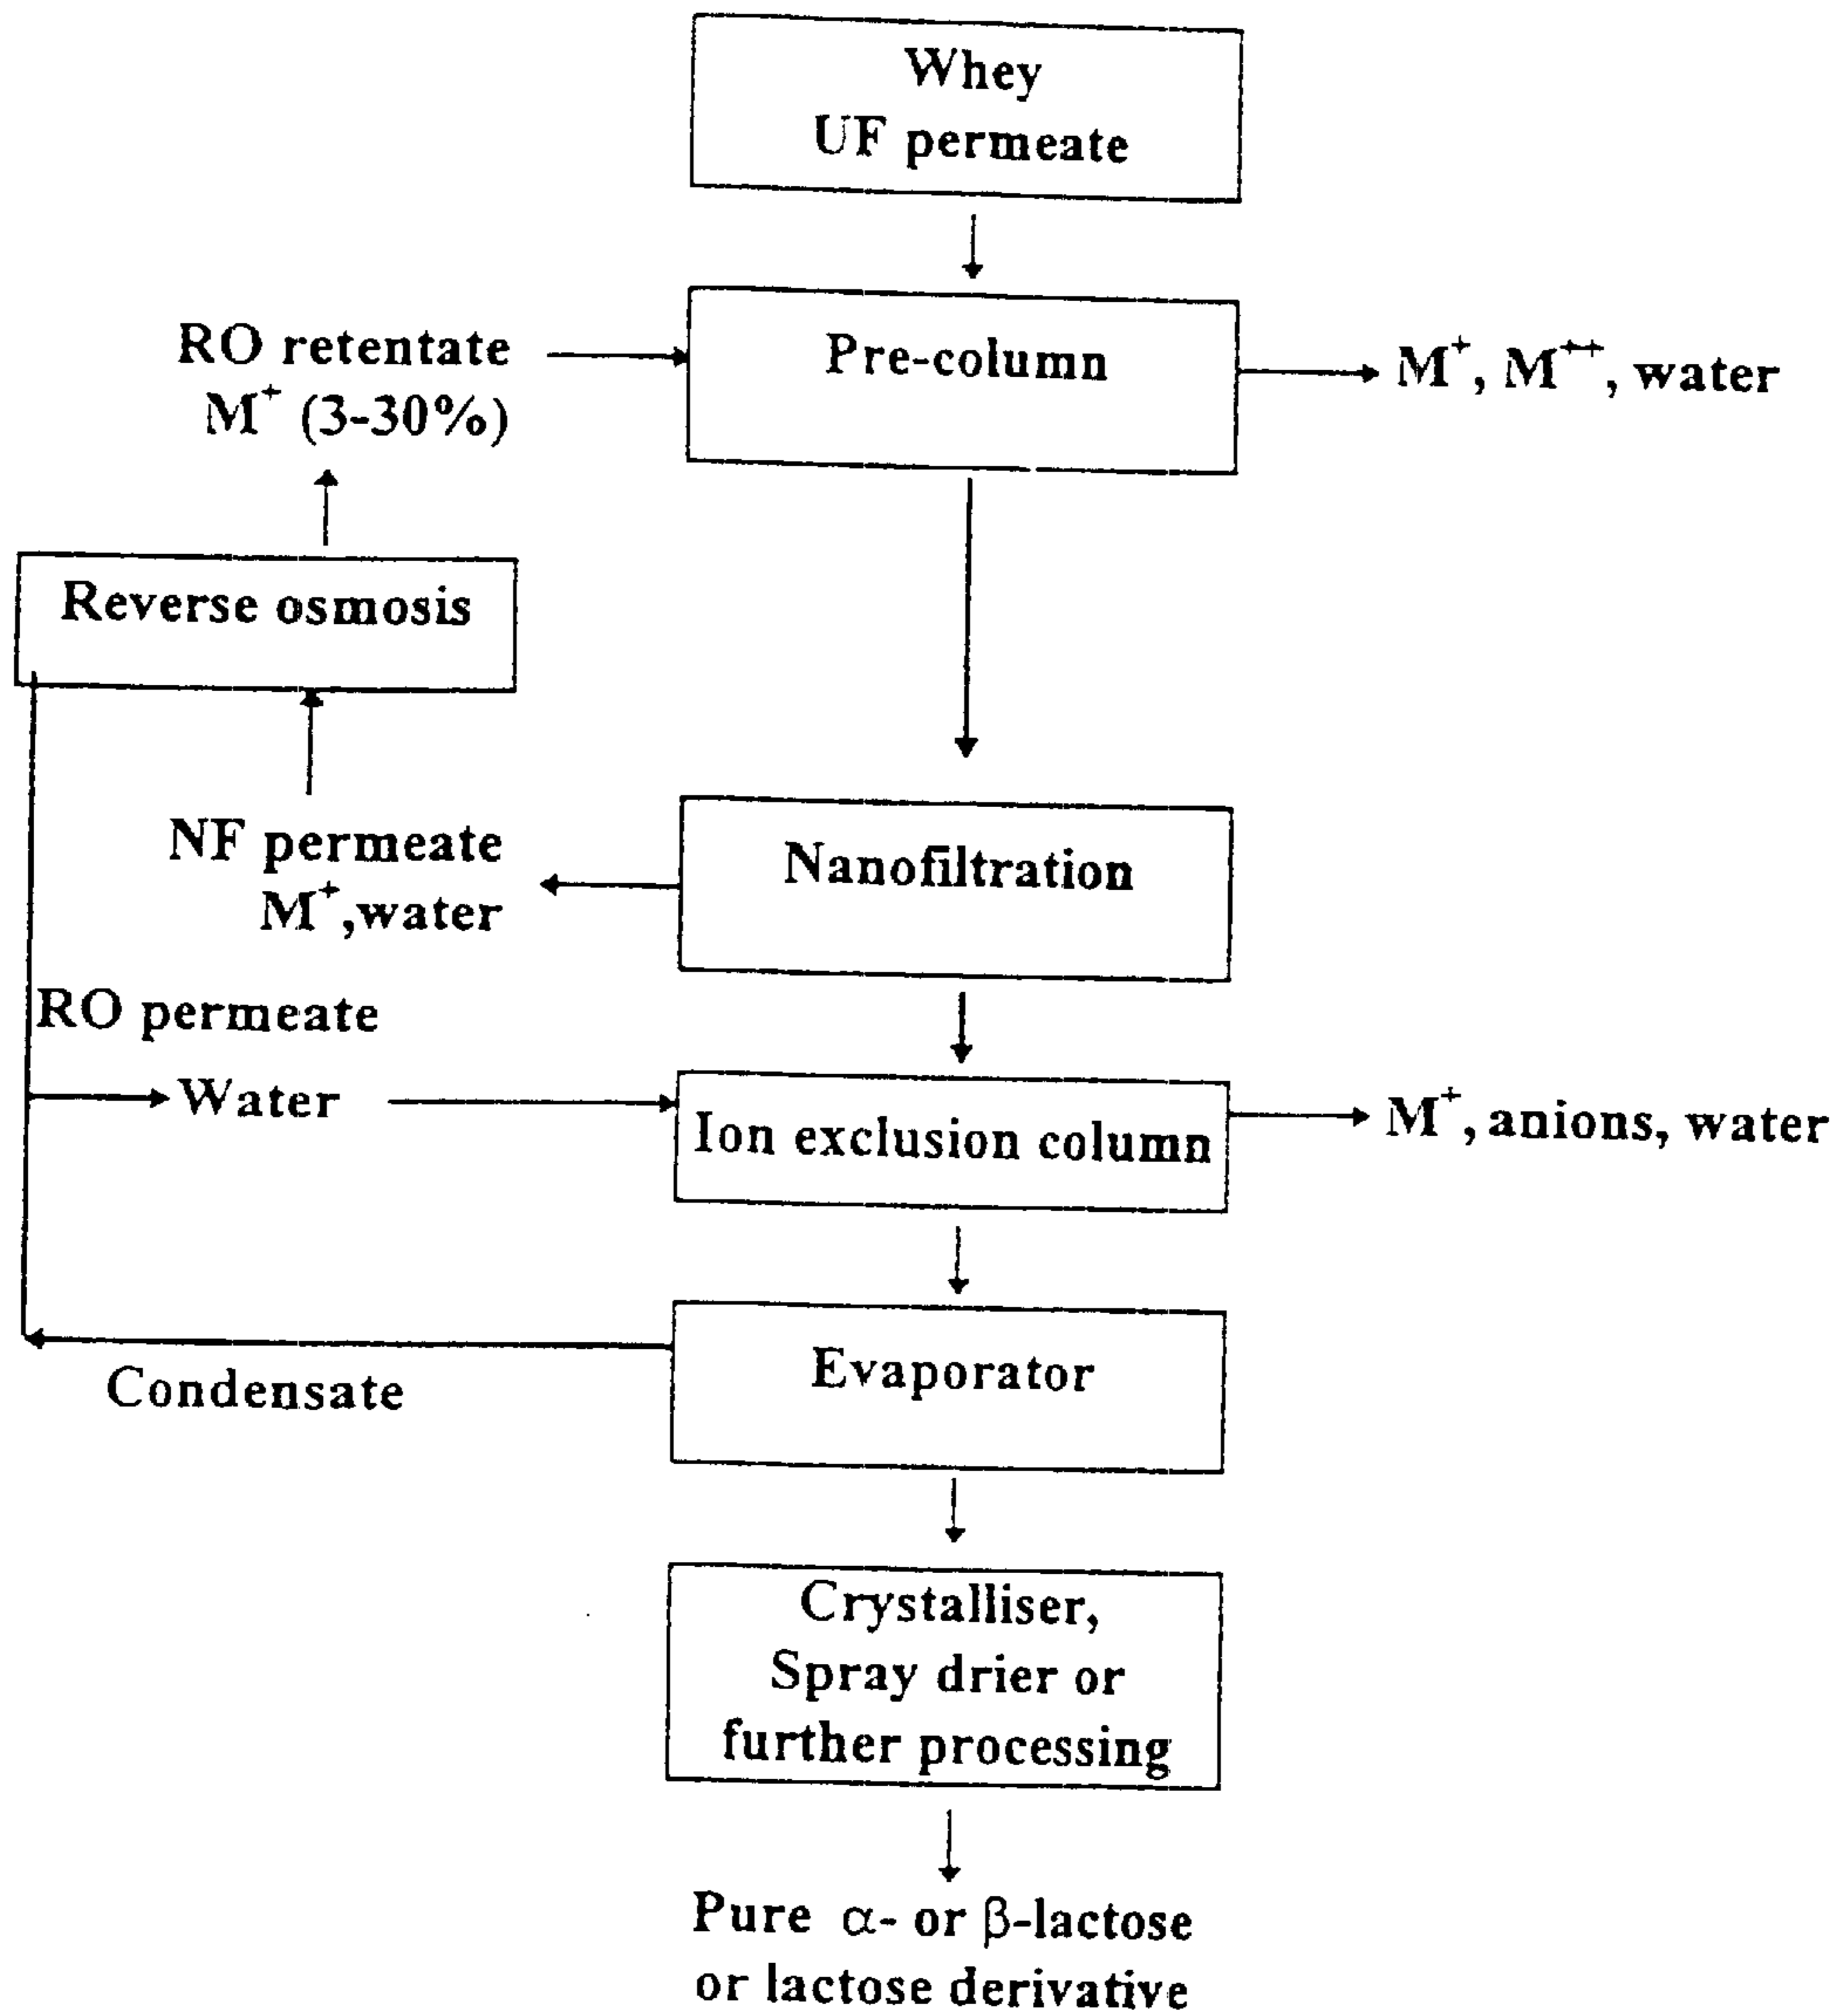 Whey
UF permeate
RO retentate
M⁺ (3-30%)
Pre-column
M⁺, M⁺⁺, water
Reverse osmosis
NF permeate
M⁺,water
Nanofiltration
RO permeate
Water
Ion exclusion column
M⁺, anions, water
Evaporator
Condensate
Crystalliser,
Spray drier or
further processing
Pure α- or β-lactose
or lactose derivative